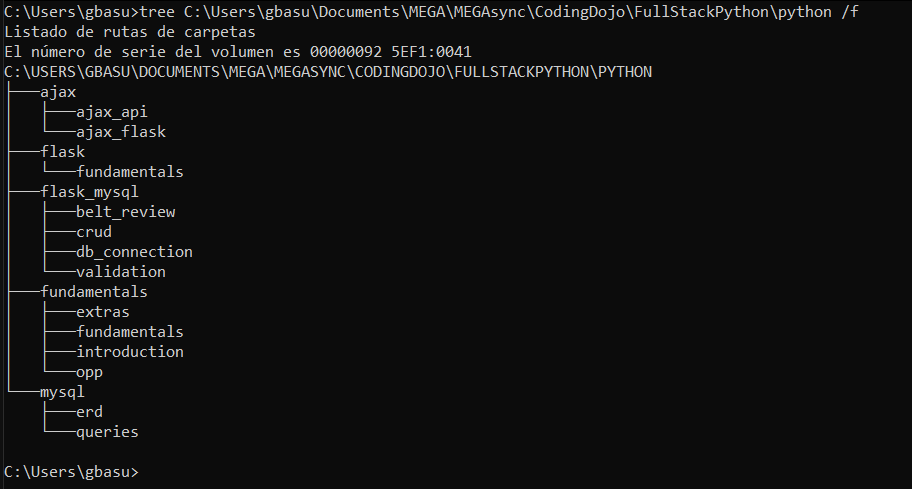 C:\Users\gbasu>tree C:\Users\gbasu\Documents\MEGA\MEGAsync\CodingDojo\FullStackPython\python /f
Listado de rutas de carpetas
El número de serie del volumen es 00000092 5EF1:0041
C:\USERS\GBASU\DOCUMENTS\MEGA\MEGASYNC\CODINGDOJO\FULLSTACKPYTHON\PYTHON
├───ajax
│   ├───ajax_api
│   └───ajax_flask
├───flask
│   └───fundamentals
├───flask_mysql
│   ├───belt_review
│   ├───crud
│   ├───db_connection
│   └───validation
├───fundamentals
│   ├───extras
│   ├───fundamentals
│   ├───introduction
│   └───opp
└───mysql
    ├───erd
    └───queries
C:\Users\gbasu>